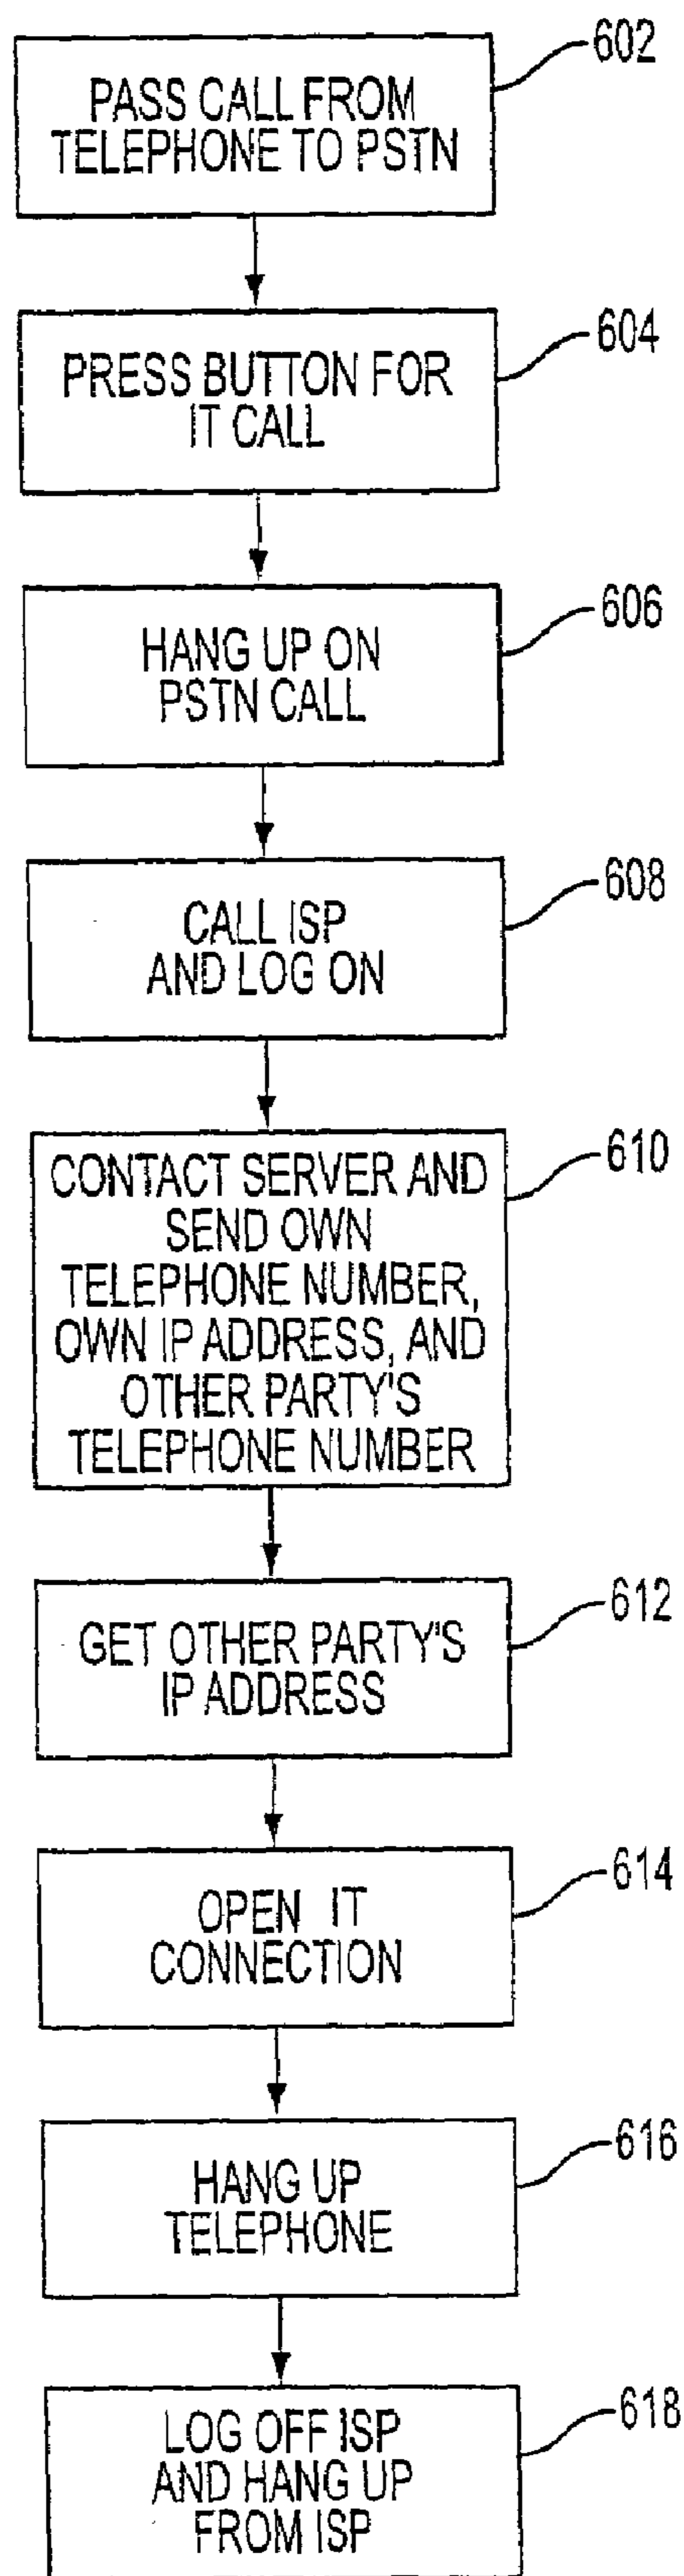 602
PASS CALL FROM
TELEPHONE TO PSTN
604
PRESS BUTTON FOR
IT CALL
606
HANG UP ON
PSTN CALL
608
CALL ISP
AND LOG ON
610
CONTACT SERVER AND
SEND OWN
TELEPHONE NUMBER,
OWN IP ADDRESS, AND
OTHER PARTY'S
TELEPHONE NUMBER
612
GET OTHER PARTY'S
IP ADDRESS
614
OPEN IT
CONNECTION
616
HANG UP
TELEPHONE
618
LOG OFF ISP
AND HANG UP
FROM ISP